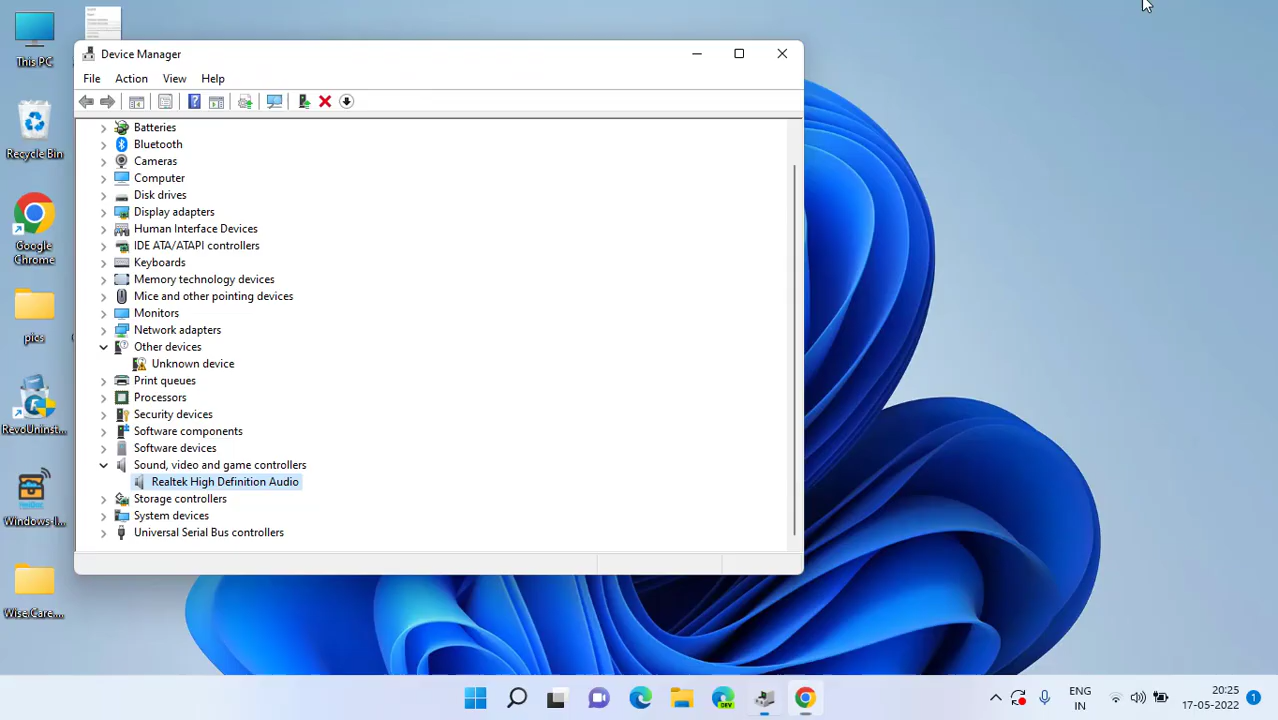 This PC
Recycle Bin
Google
Chrome
pics
RevoUninst...
Windows-I...
Wise.Care....
Device Manager
File Action View Help
Batteries
Bluetooth
Cameras
Computer
Disk drives
Display adapters
Human Interface Devices
IDE ATA/ATAPI controllers
Keyboards
Memory technology devices
Mice and other pointing devices
Monitors
Network adapters
Other devices
Unknown device
Print queues
Processors
Security devices
Software components
Software devices
Sound, video and game controllers
Realtek High Definition Audio
Storage controllers
System devices
Universal Serial Bus controllers
DEV
ENG
IN
20:25
17-05-2022
1